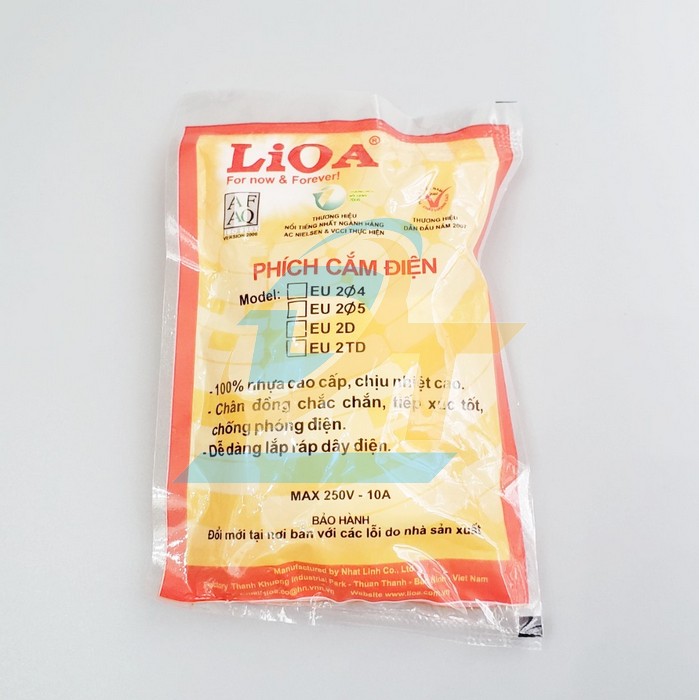 LiOA®
For now & Forever!
AF
AQ
VERSION 2000
THƯƠNG HIỆU
NỔI TIẾNG NHẤT NGÀNH HÀNG
AC NIELSEN & VCCI THỰC HIỆN
THƯƠNG HIỆU
DẪN ĐẦU NĂM
PHÍCH CẮM ĐIỆN
Model: EU 2Ø4
EU 2Ø5
EU 2D
EU 2TD
-100% nhựa cao cấp, chịu nhiệt cao.
- Chân đồng chắc chắn, tiếp xúc tốt,
chống phóng điện.
-Dễ dàng lắp ráp dây điện.
MAX 250V - 10A
BẢO HÀNH
Đổi mới tại nơi bán với các lỗi do nhà sản xuất
Manufactured by Nhat Linh Co., Ltd
Thanh Khuong Industrial Park - Thuan Thanh - Bac Ninh, Viet Nam
Website www.lioa.com.vn